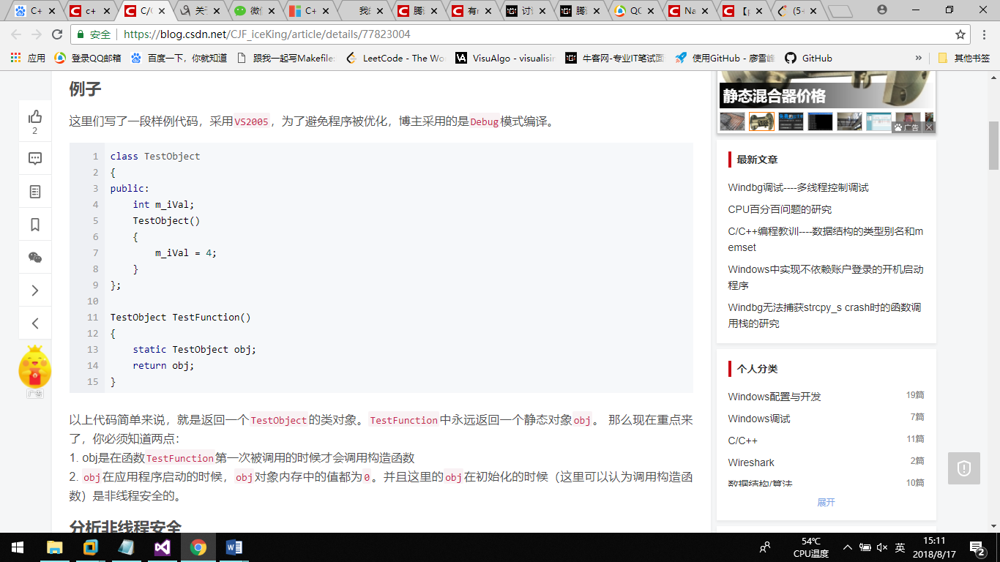 C+
c+
C/C
关于
微信
C+
我的
腾讯
有
讨
腾讯
QQ
Na
【p
(5+
安全
https://blog.csdn.net/CJF_iceKing/article/details/77823004
应用
登录QQ邮箱
百度一下，你就知道
跟我一起写Makefile:
LeetCode - The Wo
VisuAlgo - visualisin
牛客网-专业IT笔试面
使用GitHub - 廖雪峰
GitHub
»
其他书签
例子
这里们写了一段样例代码，采用VS2005，为了避免程序被优化，博主采用的是Debug模式编译。
2
1 class TestObject
2 {
3 public:
4 int m_iVal;
5 TestObject()
6 {
7 m_iVal = 4;
8 }
9 };
10
11 TestObject TestFunction()
12 {
13 static TestObject obj;
14 return obj;
15 }
广告
以上代码简单来说，就是返回一个TestObject的类对象。TestFunction中永远返回一个静态对象obj。 那么现在重点来
了，你必须知道两点：
1. obj是在函数TestFunction第一次被调用的时候才会调用构造函数
2. obj在应用程序启动的时候，obj对象内存中的值都为0。并且这里的obj在初始化的时候（这里可以认为调用构造函
数）是非线程安全的。
分析非线程安全
静态混合器价格
广告
最新文章
Windbg调试----多线程控制调试
CPU百分百问题的研究
C/C++编程教训----数据结构的类型别名和m
emset
Windows中实现不依赖账户登录的开机启动
程序
Windbg无法捕获strcpy_s crash时的函数调
用栈的研究
个人分类
Windows配置与开发 19篇
Windows调试 7篇
C/C++ 11篇
Wireshark 2篇
数据结构/算法 10篇
展开
54℃
CPU温度
英
15:11
2018/8/17
2